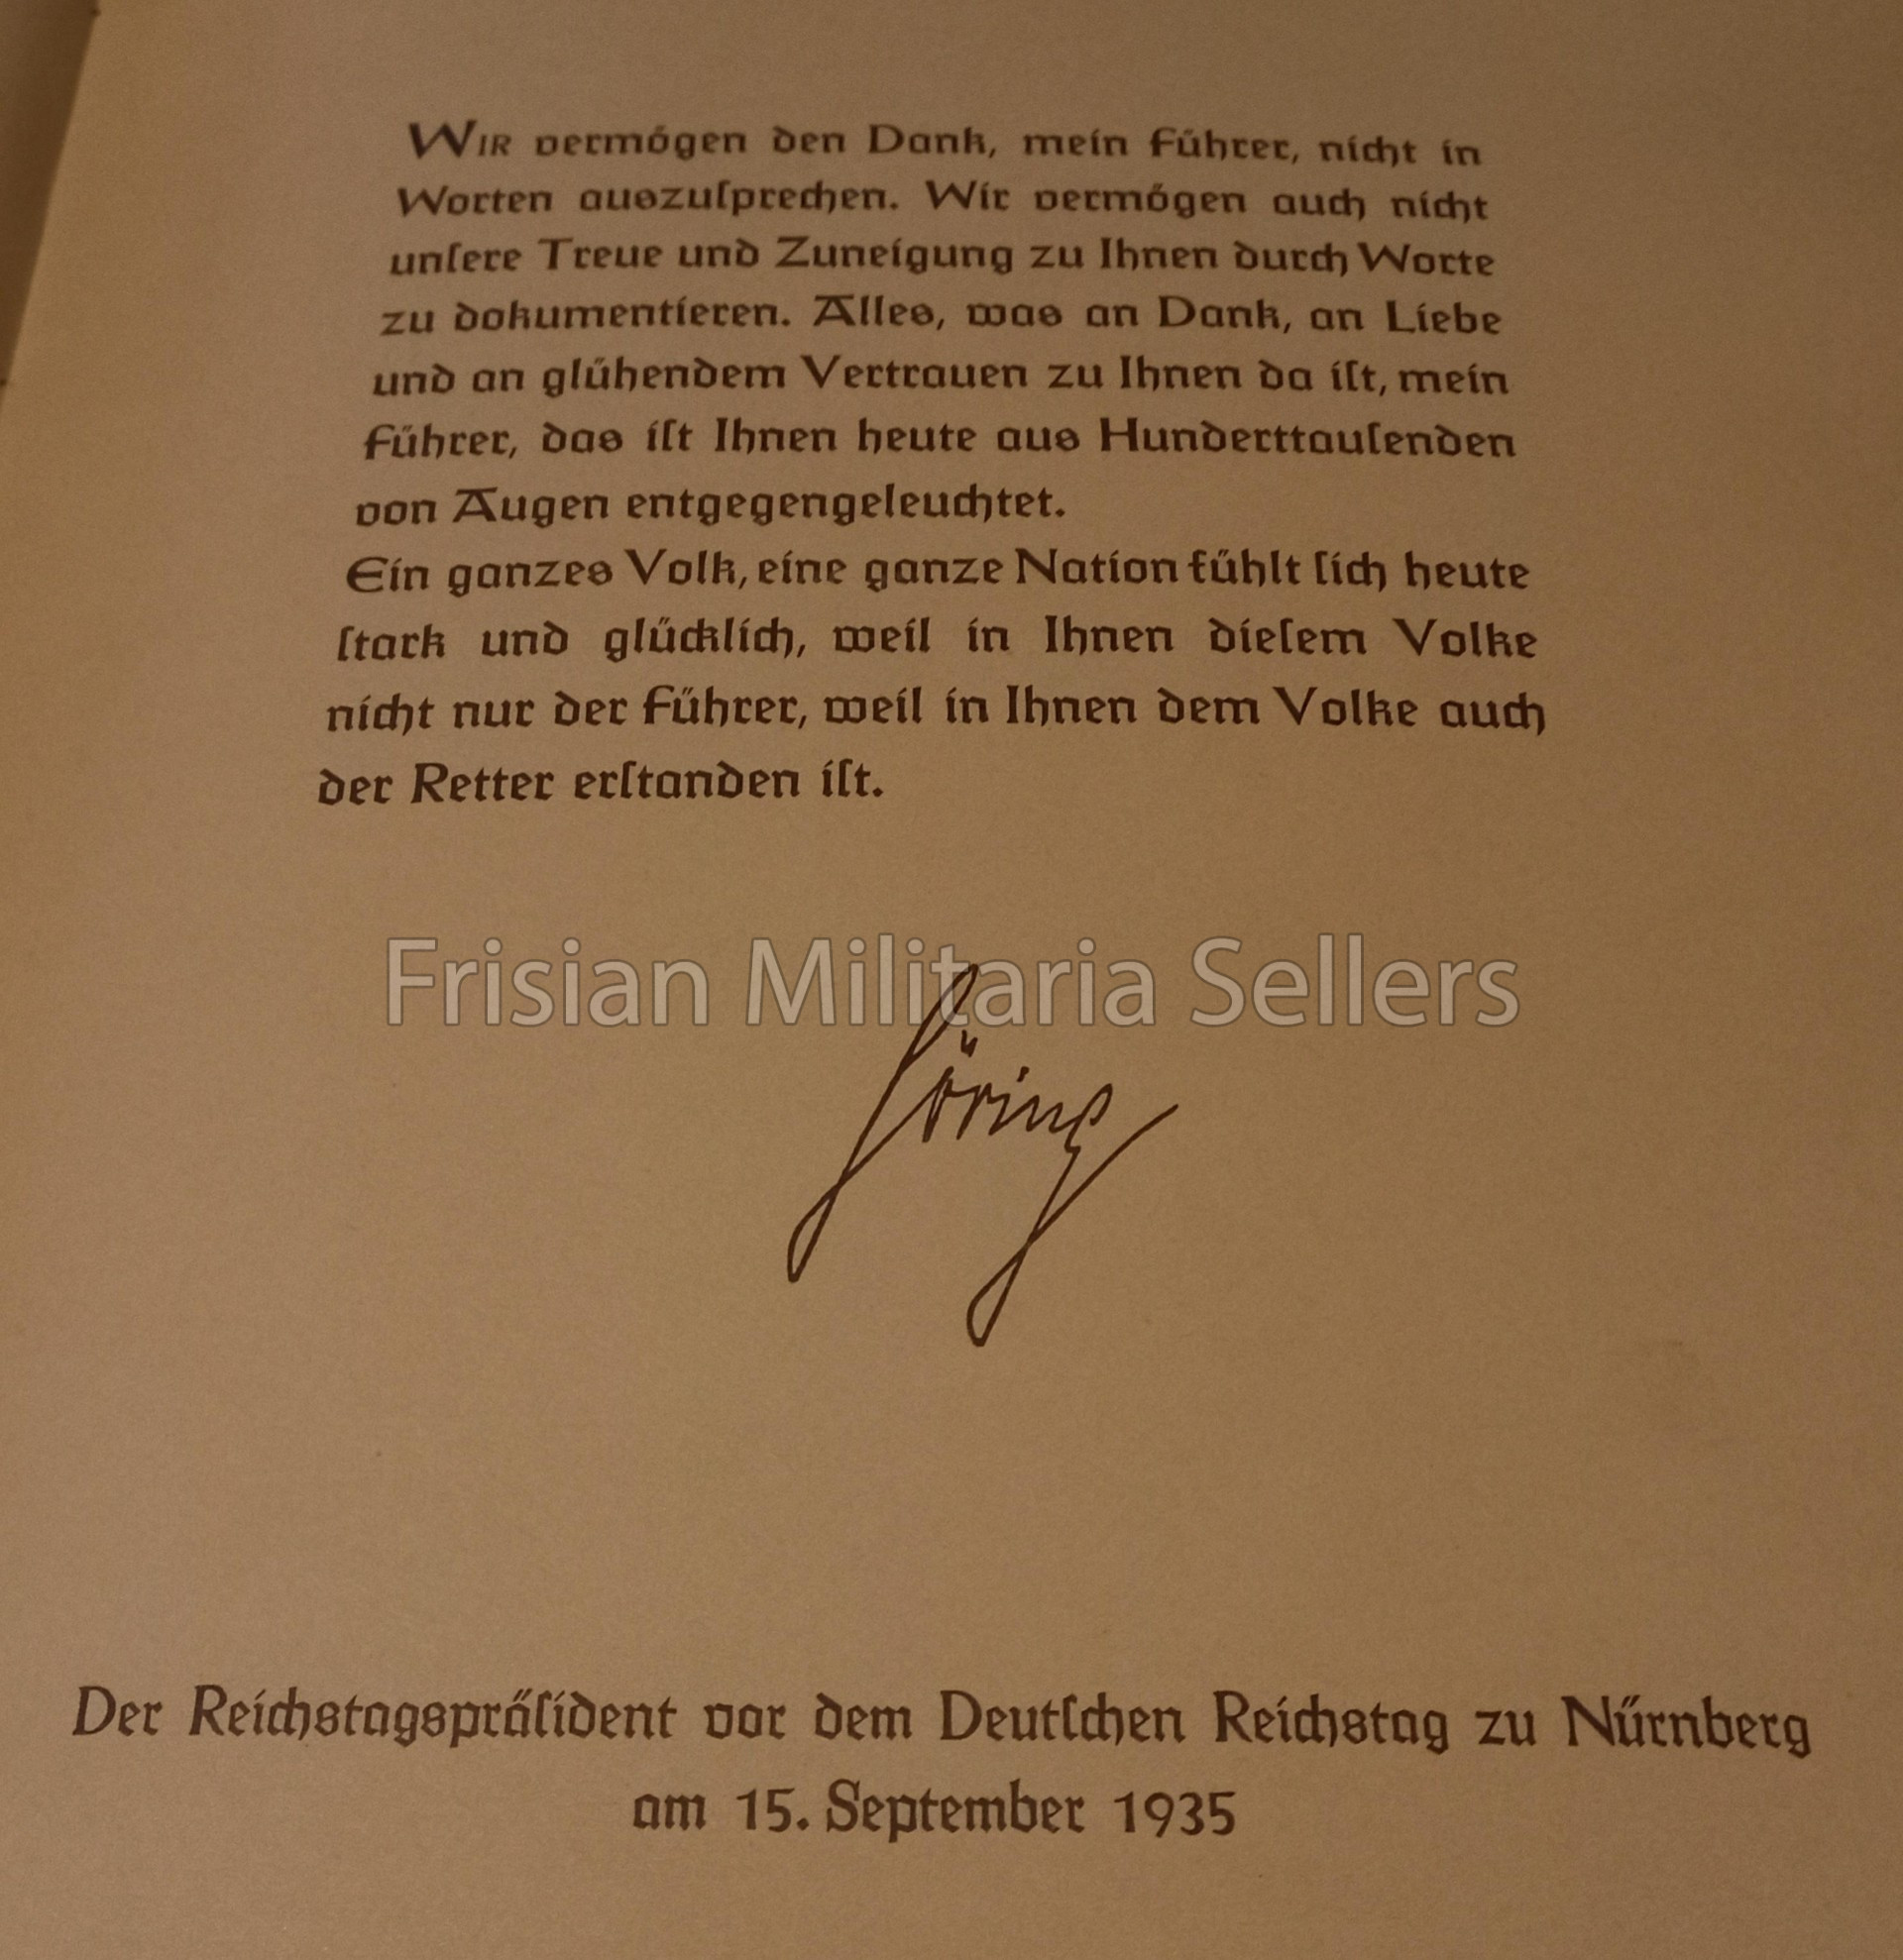 WIR vermögen den Dank, mein Führer, nicht in
Worten auszuſprechen. Wir vermögen auch nicht
unſere Treue und Zuneigung zu Ihnen durch Worte
zu dokumentieren. Alles, was an Dank, an Liebe
und an glühendem Vertrauen zu Ihnen da iſt, mein
Führer, das iſt Ihnen heute aus Hunderttauſenden
von Augen entgegengeleuchtet.
Ein ganzes Volk, eine ganze Nation fühlt ſich heute
ſtark und glücklich, weil in Ihnen dieſem Volke
nicht nur der Führer, weil in Ihnen dem Volke auch
der Retter erſtanden iſt.
Frisian Militaria Sellers
Göring
Der Reichstagspräſident vor dem Deutſchen Reichstag zu Nürnberg
am 15. September 1935